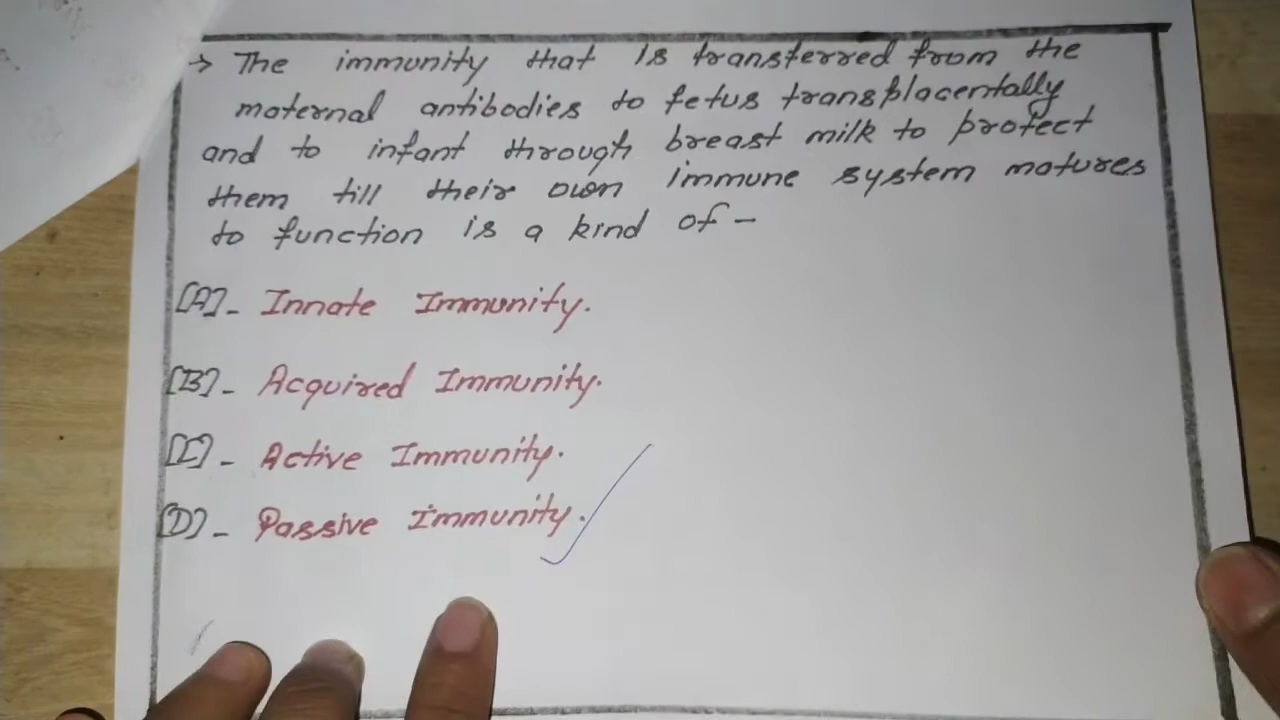 → The immunity that is transferred from the
maternal antibodies to fetus transplacentally
and to infant through breast milk to protect
them till their own immune system matures
to function is a kind of -
[A]- Innate Immunity.
[B]- Acquired Immunity.
[C]- Active Immunity.
[D]- Passive Immunity.